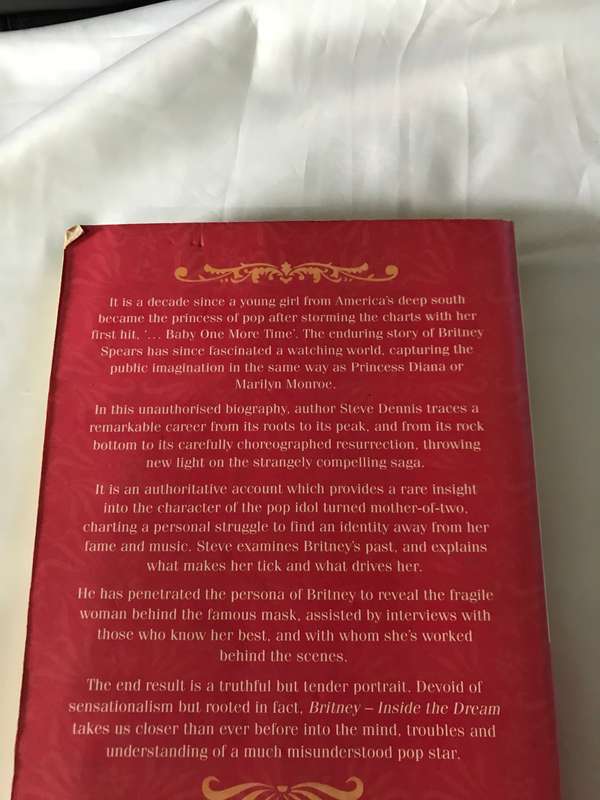 It is a decade since a young girl from America's deep south
became the princess of pop after storming the charts with her
first hit, '... Baby One More Time'. The enduring story of Britney
Spears has since fascinated a watching world, capturing the
public imagination in the same way as Princess Diana or
Marilyn Monroe.
In this unauthorised biography, author Steve Dennis traces a
remarkable career from its roots to its peak, and from its rock
bottom to its carefully choreographed resurrection, throwing
new light on the strangely compelling saga.
It is an authoritative account which provides a rare insight
into the character of the pop idol turned mother-of-two,
charting a personal struggle to find an identity away from her
fame and music. Steve examines Britney's past, and explains
what makes her tick and what drives her.
He has penetrated the persona of Britney to reveal the fragile
woman behind the famous mask, assisted by interviews with
those who know her best, and with whom she's worked
behind the scenes.
The end result is a truthful but tender portrait. Devoid of
sensationalism but rooted in fact, Britney – Inside the Dream
takes us closer than ever before into the mind, troubles and
understanding of a much misunderstood pop star.